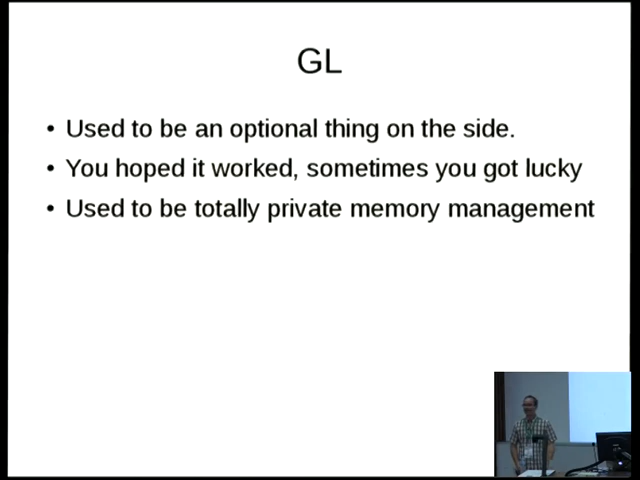 GL
• Used to be an optional thing on the side.
• You hoped it worked, sometimes you got lucky
• Used to be totally private memory management